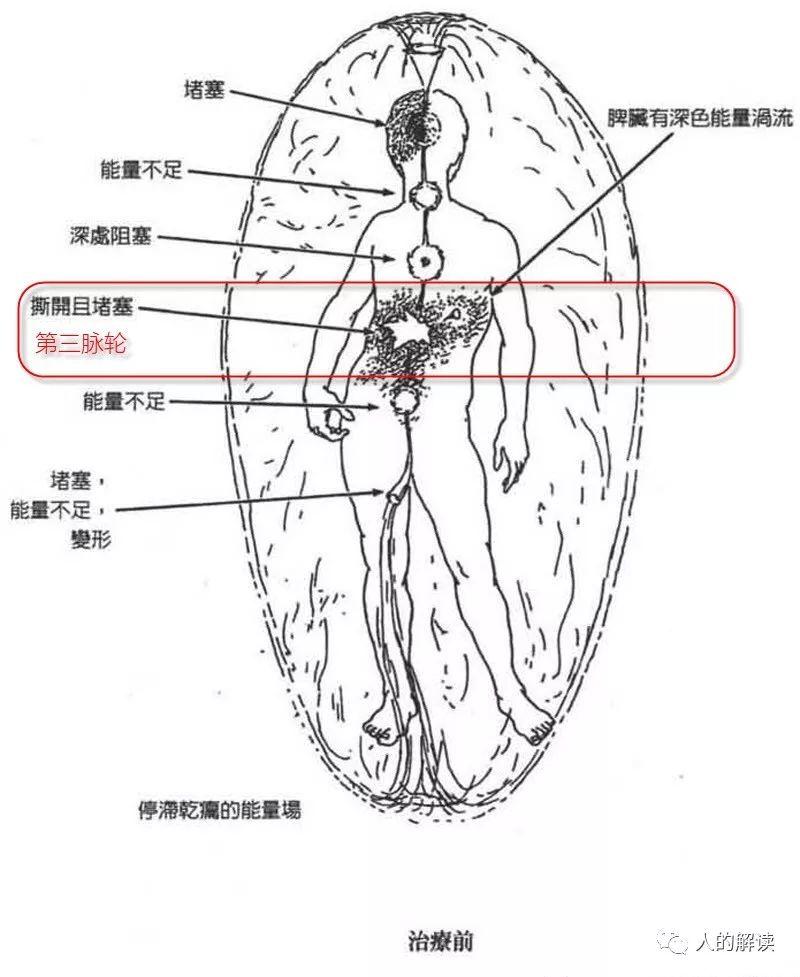 堵塞
脾臟有深色能量渦流
能量不足
深處阻塞
撕開且堵塞
第三脉轮
能量不足
堵塞，
能量不足，
變形
停滯乾癟的能量場
治療前
人的解读